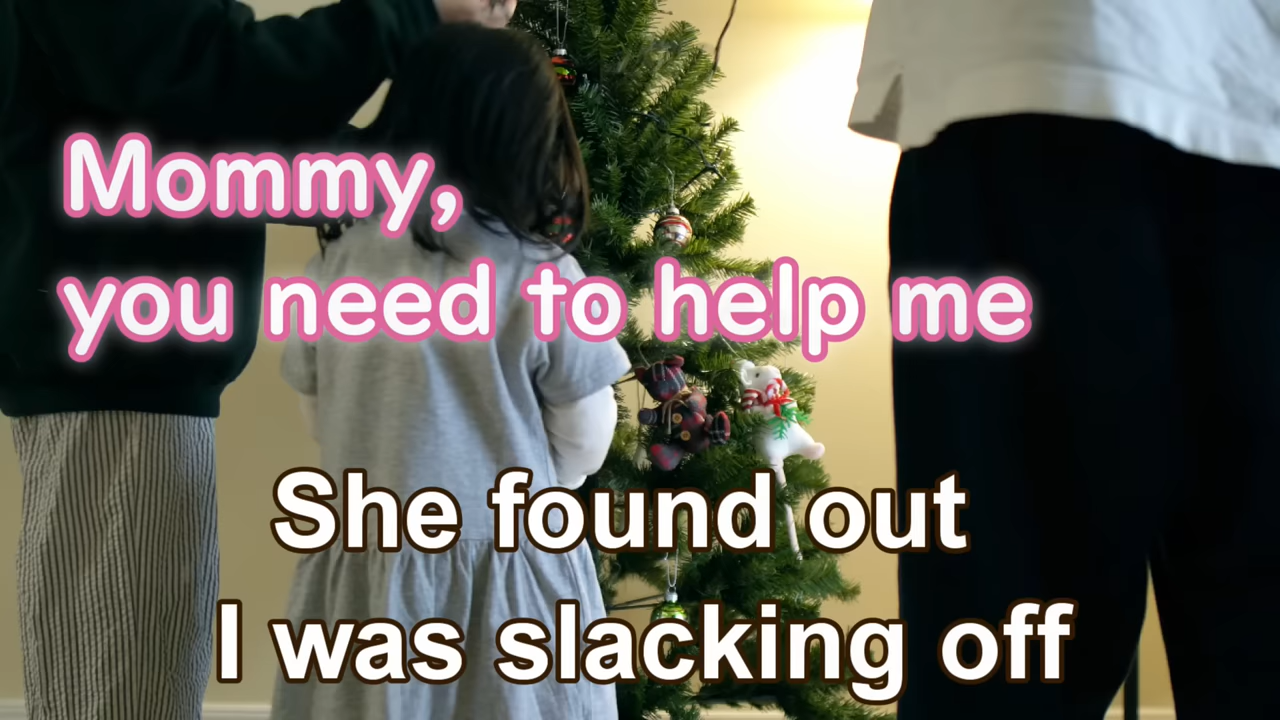 Mommy,
you need to help me
She found out
I was slacking off